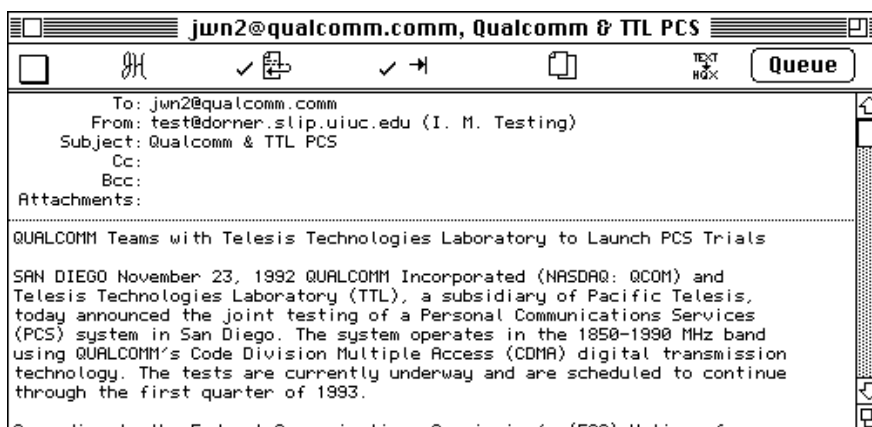 jwn2@qualcomm.comm, Qualcomm & TTL PCS
TEXT
HQX
Queue
To: jwn2@qualcomm.comm
From: test@dorner.slip.uiuc.edu (I. M. Testing)
Subject: Qualcomm & TTL PCS
Cc:
Bcc:
Attachments:
QUALCOMM Teams with Telesis Technologies Laboratory to Launch PCS Trials
SAN DIEGO November 23, 1992 QUALCOMM Incorporated (NASDAQ: QCOM) and
Telesis Technologies Laboratory (TTL), a subsidiary of Pacific Telesis,
today announced the joint testing of a Personal Communications Services
(PCS) system in San Diego. The system operates in the 1850-1990 MHz band
using QUALCOMM's Code Division Multiple Access (CDMA) digital transmission
technology. The tests are currently underway and are scheduled to continue
through the first quarter of 1993.